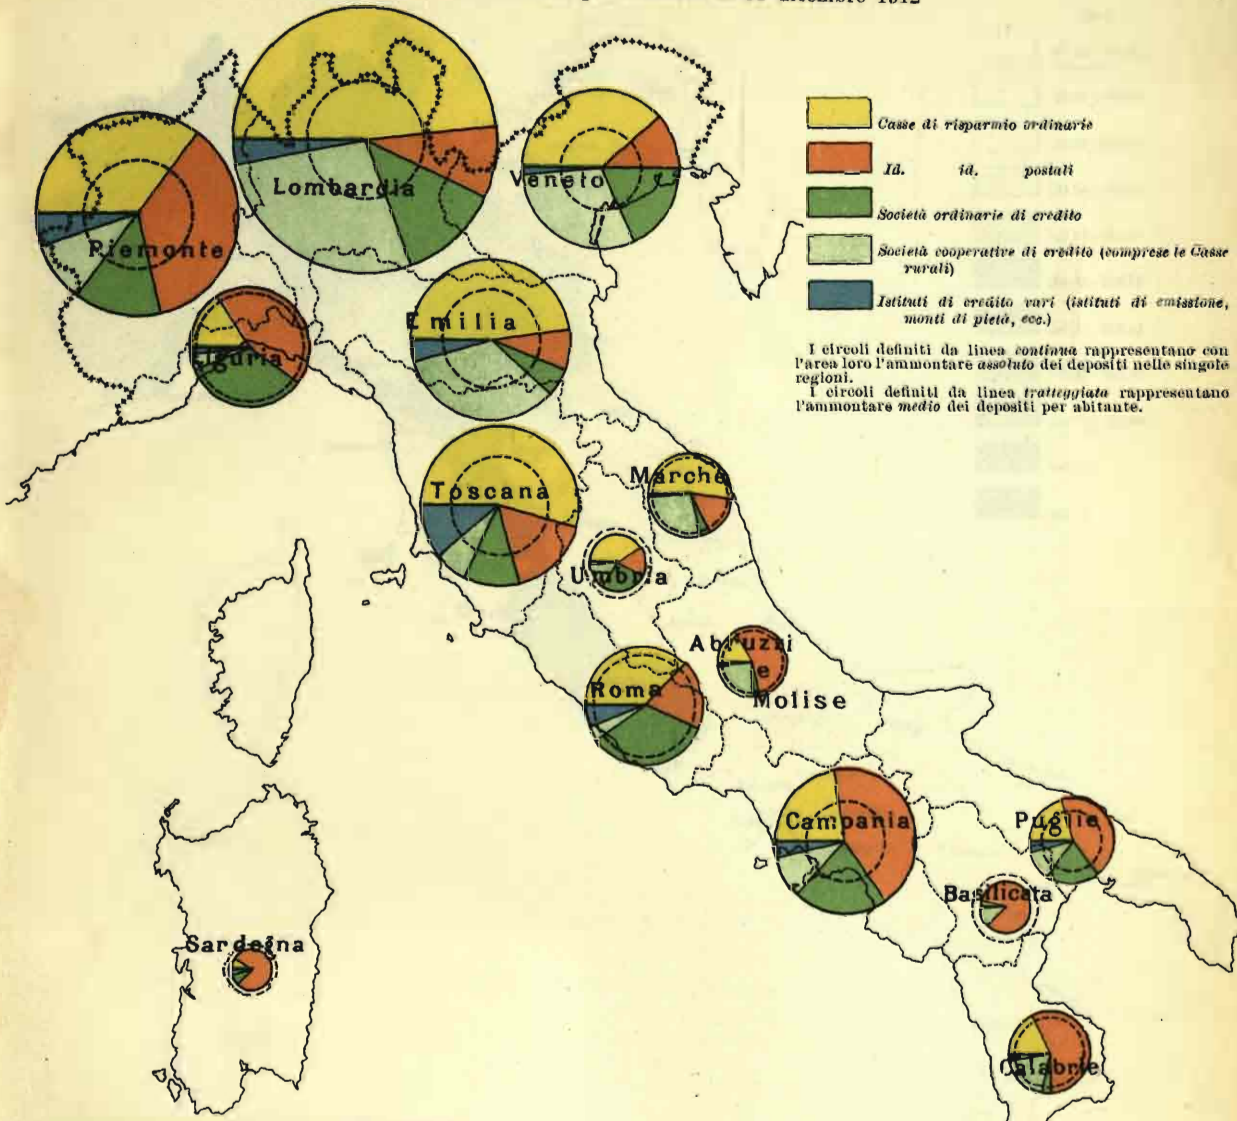 dicembre 1912
Piemonte
Lombardia
Veneto
Liguria
Emilia
Toscana
Marche
Umbria
Roma
Abruzzi
e
Molise
Campania
Puglie
Basilicata
Calabrie
Sardegna
Casse di risparmio ordinarie
Id. id. postali
Società ordinarie di credito
Società cooperative di credito (comprese le Casse
rurali)
Istituti di credito vari (istituti di emissione,
monti di pietà, ecc.)
I circoli definiti da linea continua rappresentano con
l'area loro l'ammontare assoluto dei depositi nelle singole
regioni.
I circoli definiti da linea tratteggiata rappresentano
l'ammontare medio dei depositi per abitante.